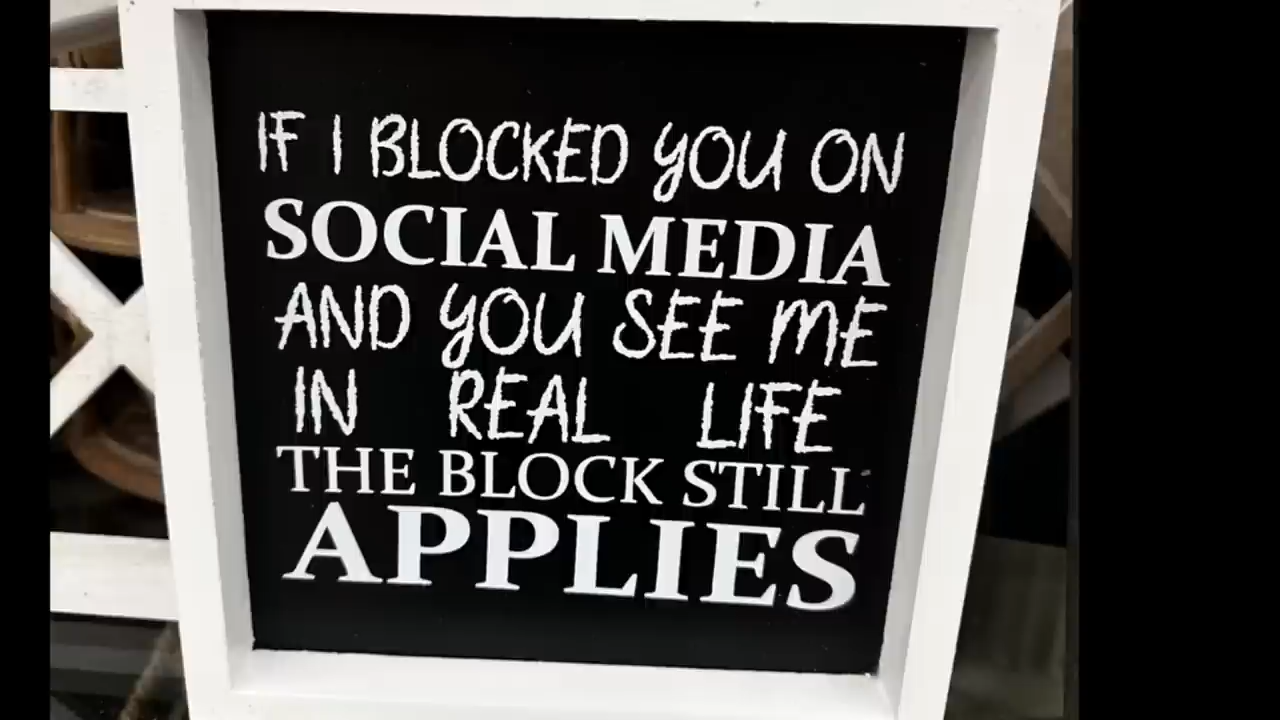 IF I BLOCKED YOU ON
SOCIAL MEDIA
AND YOU SEE ME
IN REAL LIFE
THE BLOCK STILL
APPLIES